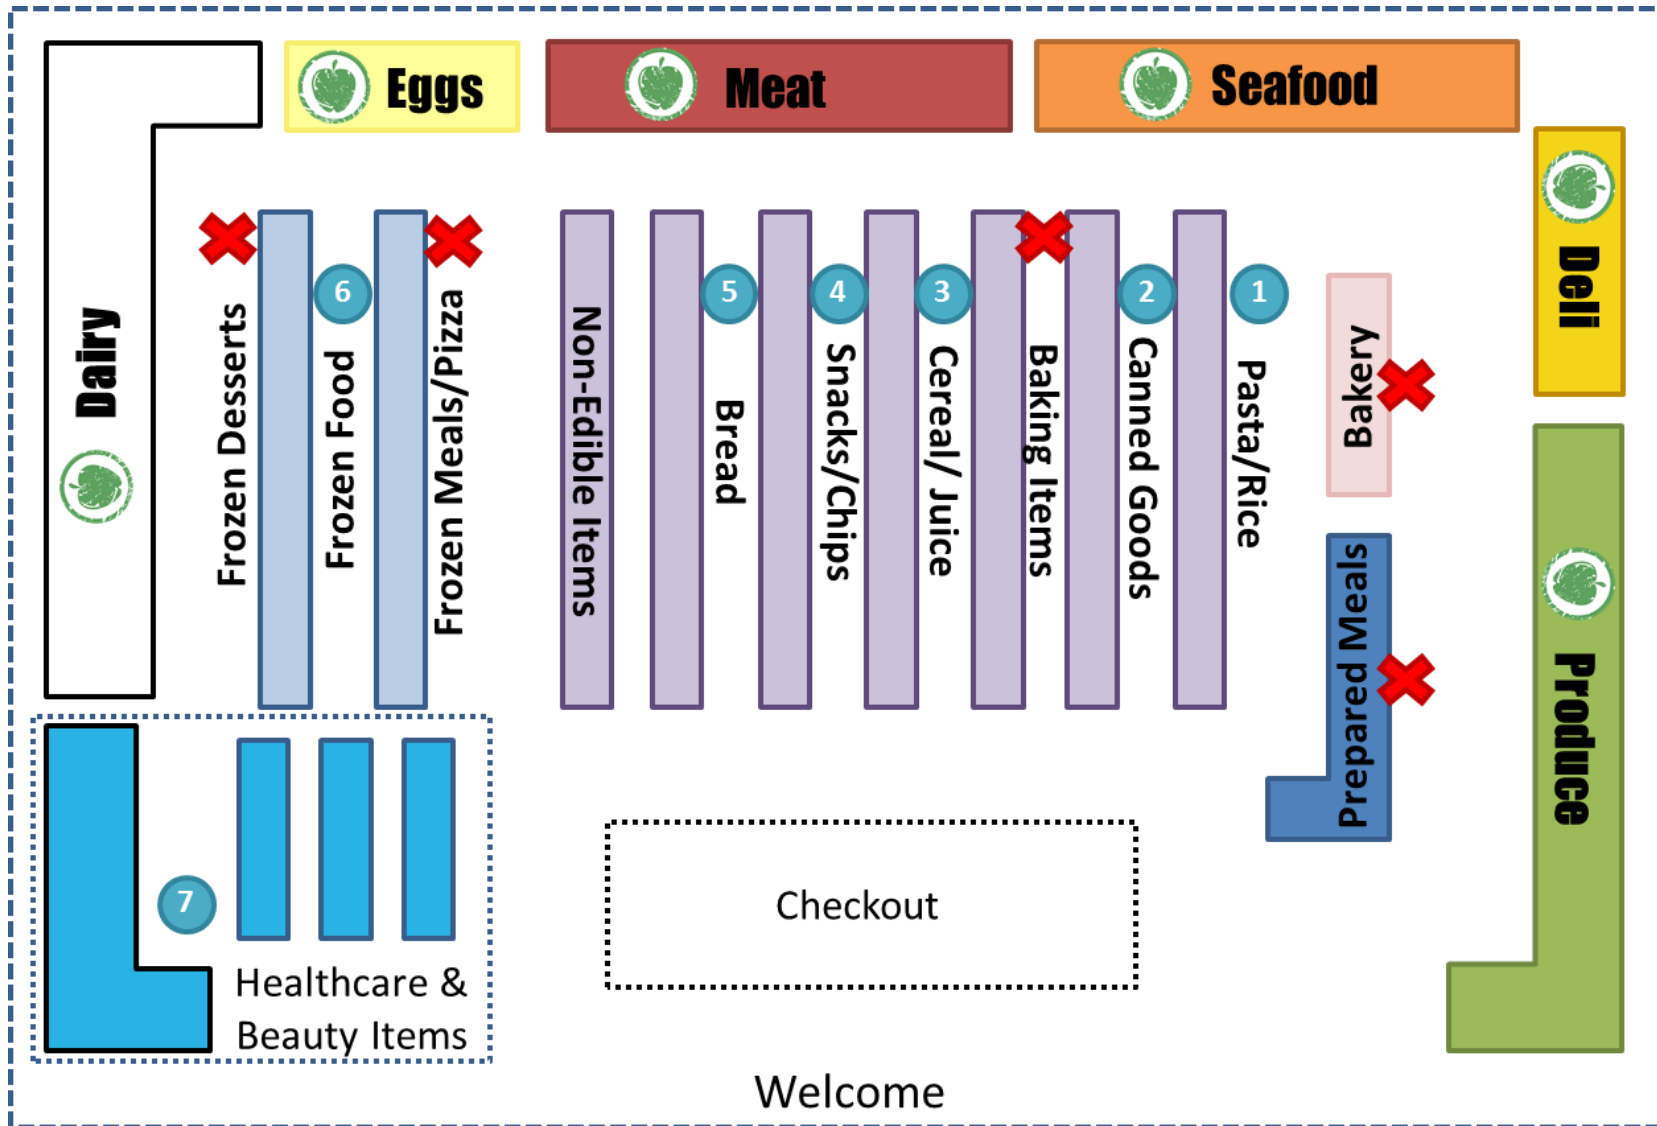 Eggs
Meat
Seafood
Deli
Dairy
Frozen Desserts
6
Frozen Food
Frozen Meals/Pizza
Non-Edible Items
5
Bread
4
Snacks/Chips
3
Cereal/ Juice
Baking Items
2
Canned Goods
1
Pasta/Rice
Bakery
Prepared Meals
Produce
7
Healthcare &
Beauty Items
Checkout
Welcome